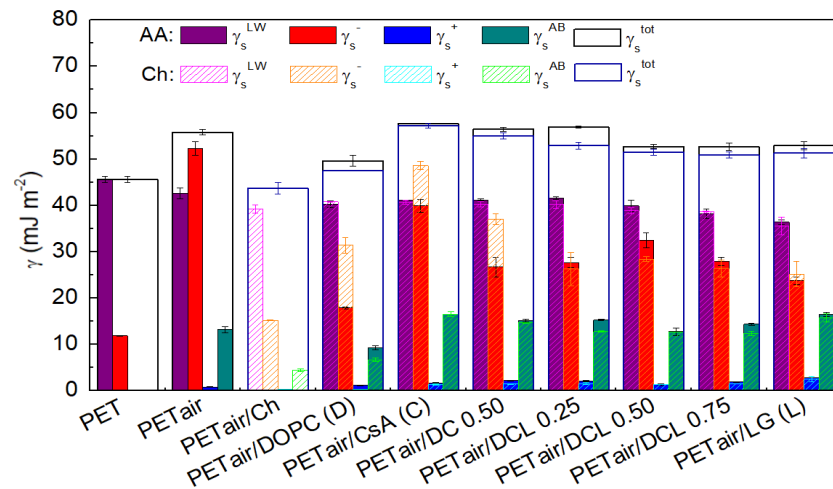 AA: γsLW γs- γs+ γsAB γstot
Ch: γsLW γs- γs+ γsAB γstot
γ (mJ m-2)
80
70
60
50
40
30
20
10
0
PET
PETair
PETair/Ch
PETair/DOPC (D)
PETair/CsA (C)
PETair/DC 0.50
PETair/DCL 0.25
PETair/DCL 0.50
PETair/DCL 0.75
PETair/LG (L)